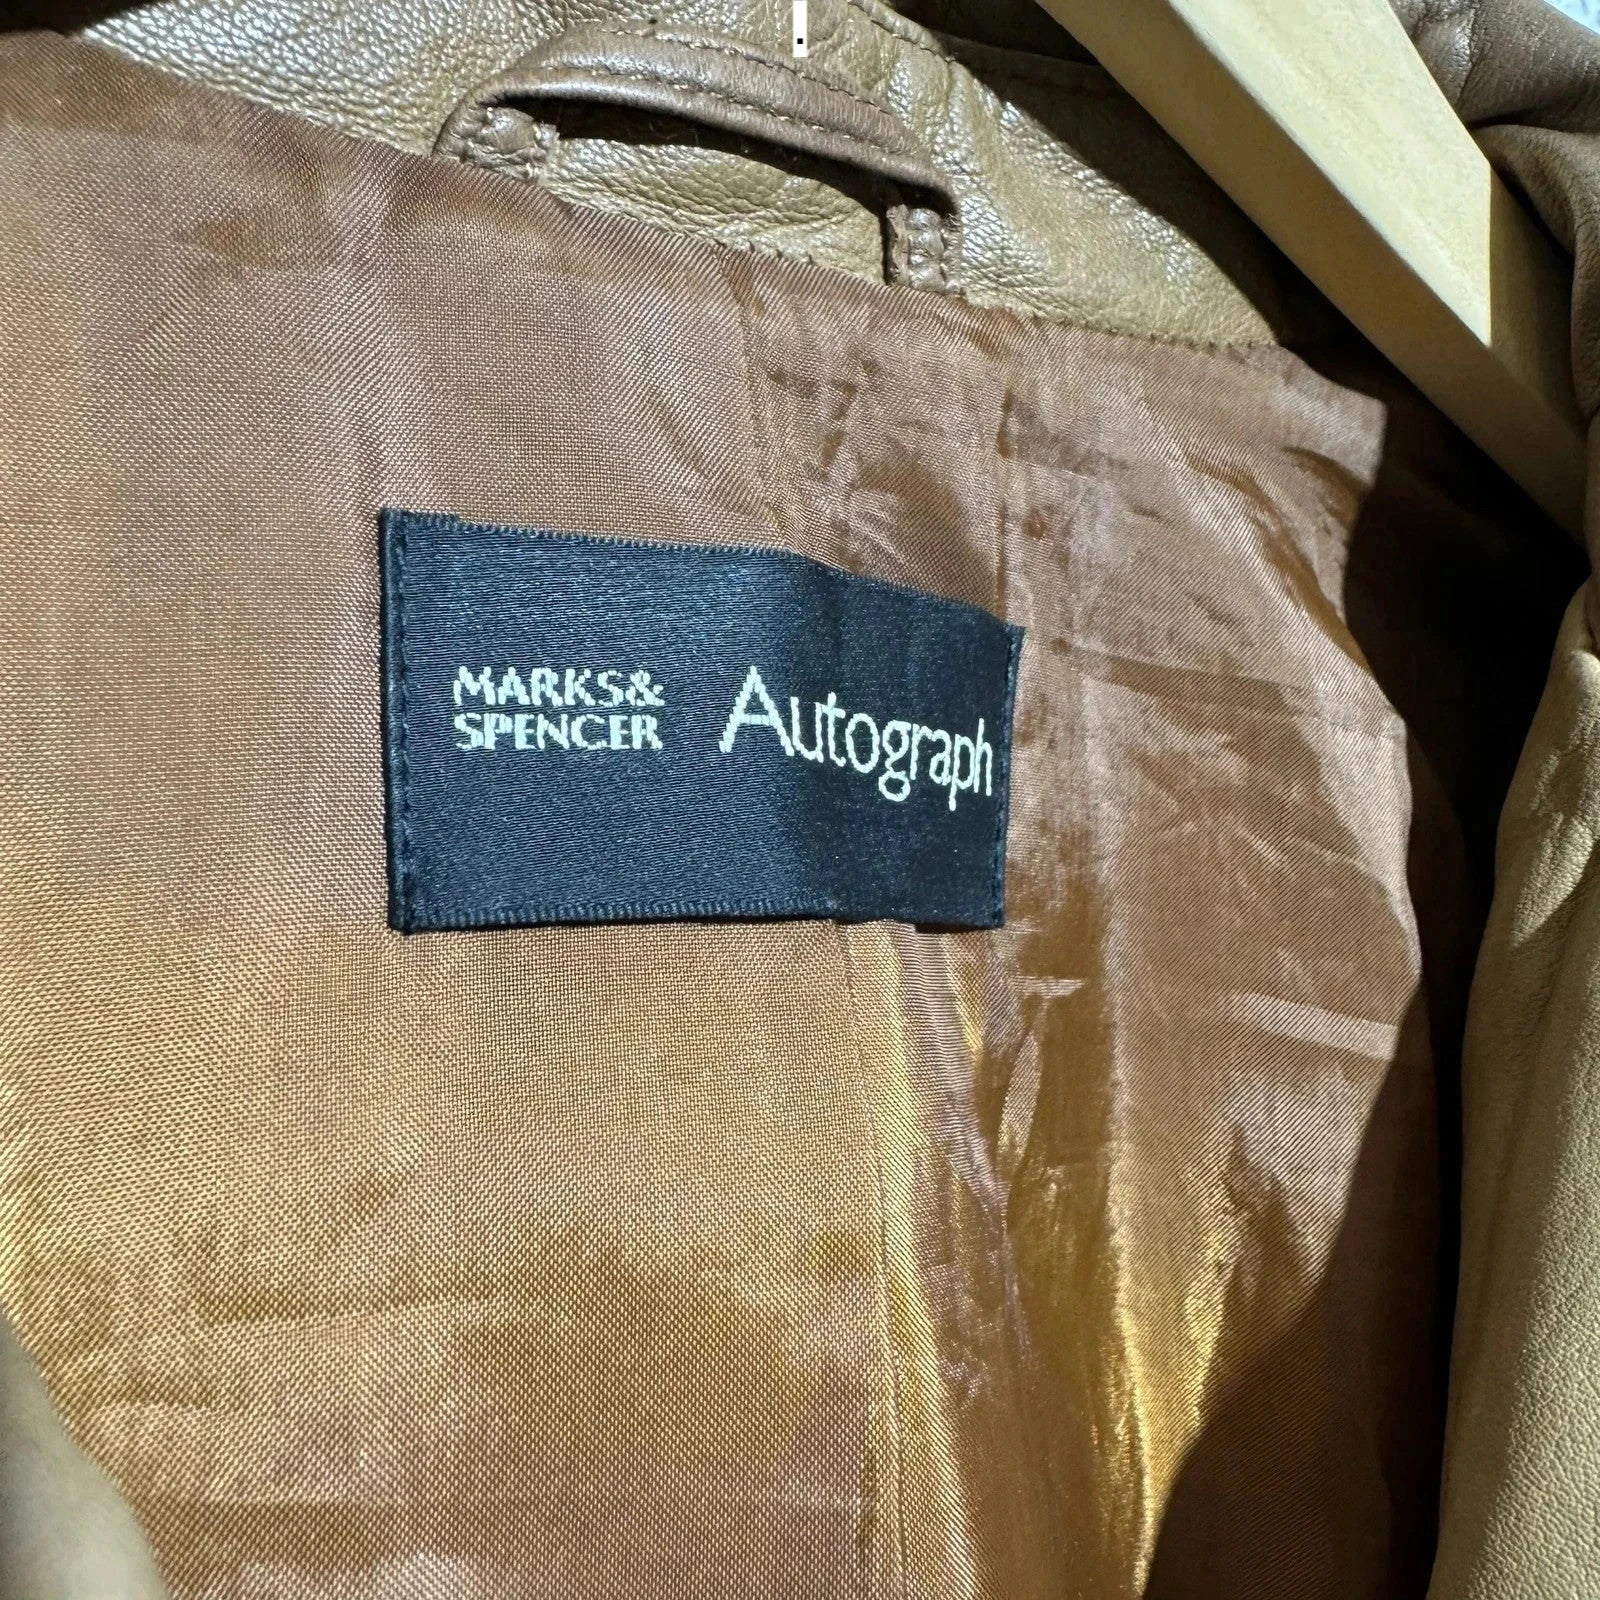 .
MARKS&
SPENCER
Autograph